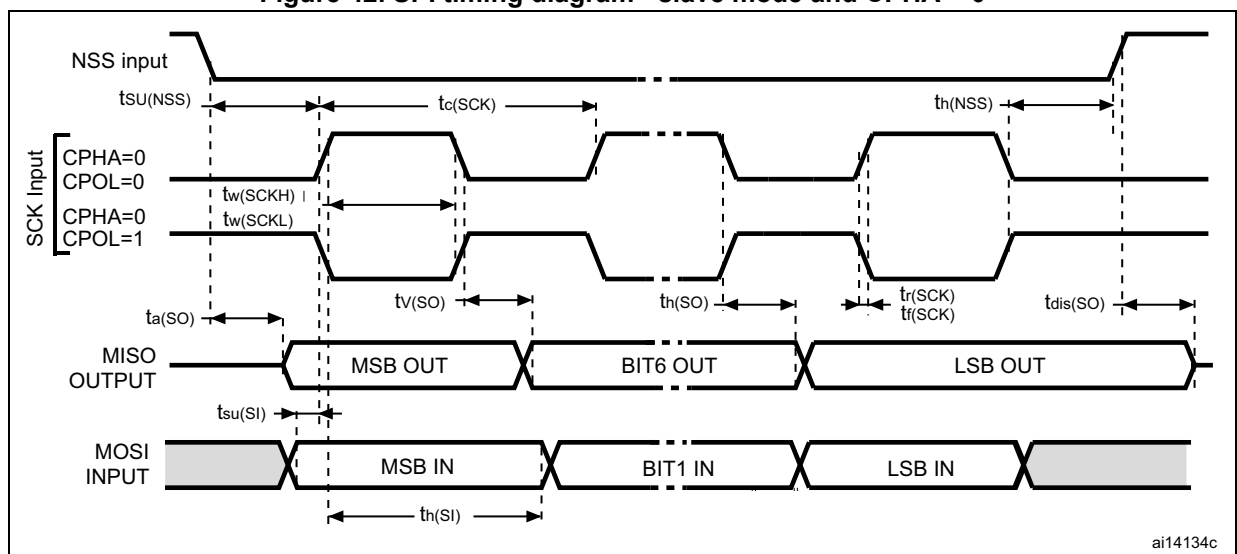 NSS input
tSU(NSS)
tc(SCK)
th(NSS)
SCK Input
CPHA=0
CPOL=0
tw(SCKH)
CPHA=0
tw(SCKL)
CPOL=1
tV(SO)
th(SO)
tr(SCK)
tf(SCK)
tdis(SO)
ta(SO)
MISO
OUTPUT
MSB OUT
BIT6 OUT
LSB OUT
tsu(SI)
MOSI
INPUT
MSB IN
BIT1 IN
LSB IN
th(SI)
ai14134c